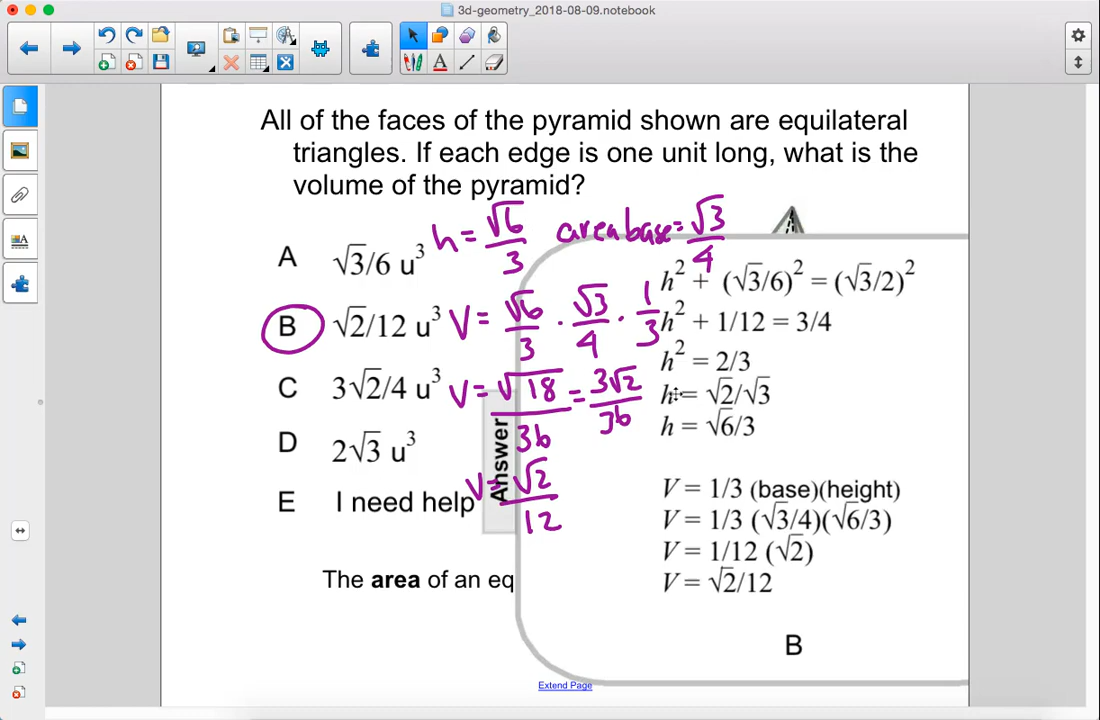 3d-geometry_2018-08-09.notebook
All of the faces of the pyramid shown are equilateral
triangles. If each edge is one unit long, what is the
volume of the pyramid?
h = √6/3 area base = √3/4
A √3/6 u³
B √2/12 u³
C 3√2/4 u³
D 2√3 u³
E I need help
V = √6/3 · √3/4 · 1/3
V = √18/36 = 3√2/36
V = √2/12
Answer
The area of an eq
h² + (√3/6)² = (√3/2)²
h² + 1/12 = 3/4
h² = 2/3
h = √2/√3
h = √6/3
V = 1/3 (base)(height)
V = 1/3 (√3/4)(√6/3)
V = 1/12 (√2)
V = √2/12
B
Extend Page